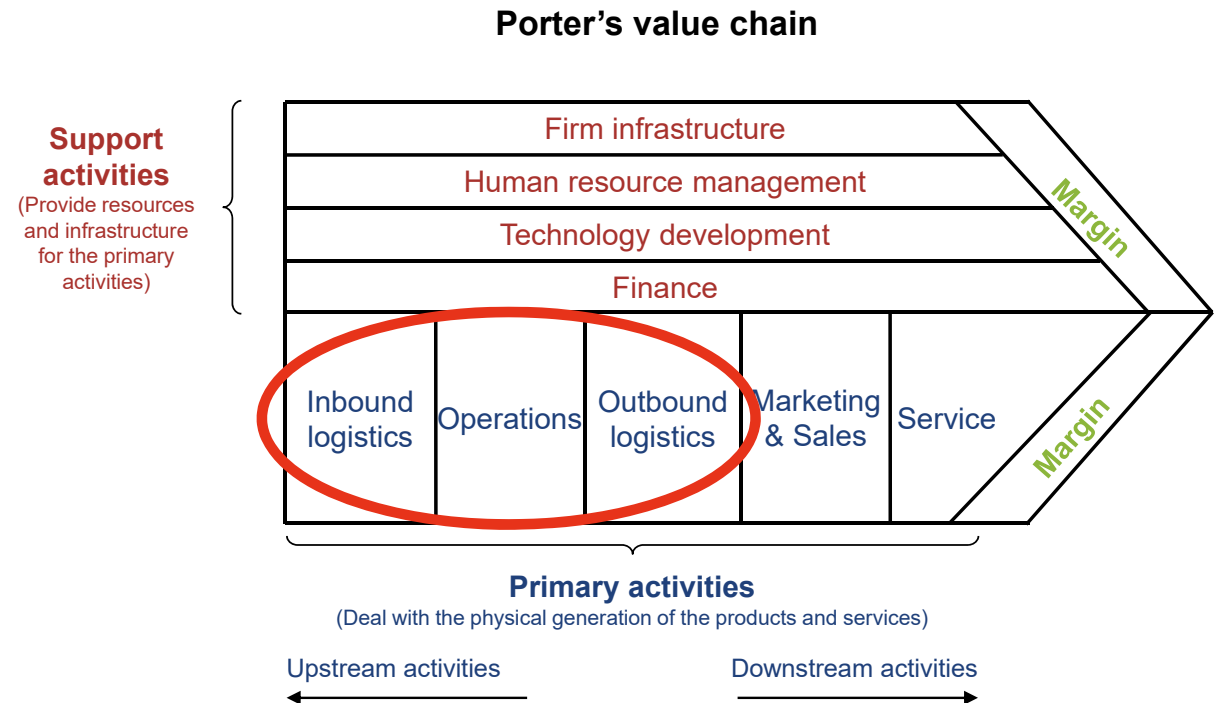 Porter’s value chain
Support
activities
(Provide resources
and infrastructure
for the primary
activities)
Firm infrastructure
Human resource management
Technology development
Finance
Margin
Inbound
logistics
Operations
Outbound
logistics
Marketing
& Sales
Service
Margin
Primary activities
(Deal with the physical generation of the products and services)
Upstream activities
Downstream activities